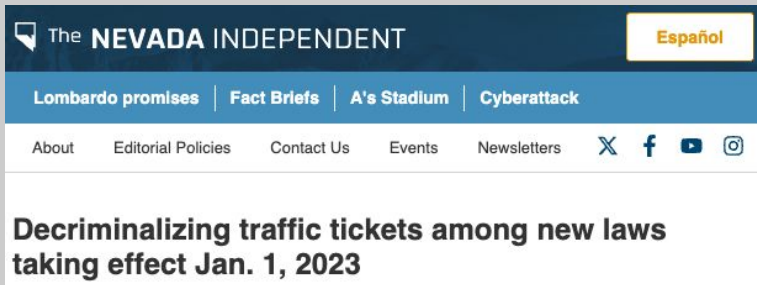 The NEVADA INDEPENDENT
Español
Lombardo promises Fact Briefs A's Stadium Cyberattack
About Editorial Policies Contact Us Events Newsletters
Decriminalizing traffic tickets among new laws
taking effect Jan. 1, 2023